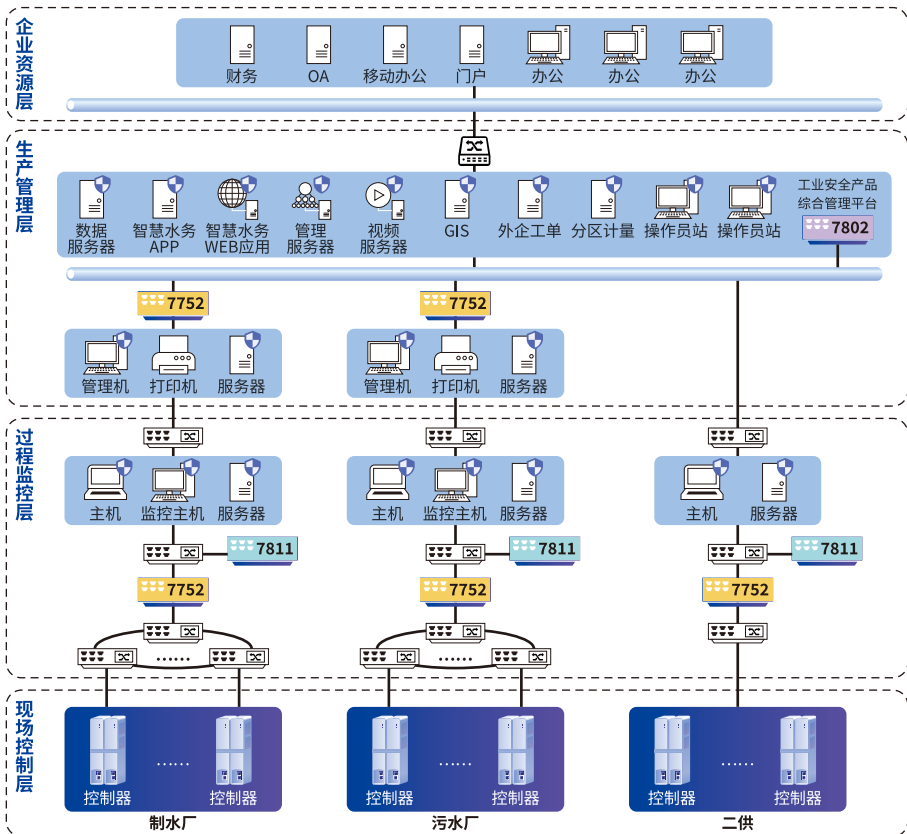 企业资源层
财务
OA
移动办公
门户
办公
办公
办公
生产管理层
数据
服务器
智慧水务
APP
智慧水务
WEB应用
管理
服务器
视频
服务器
GIS
外企工单
分区计量
操作员站
操作员站
工业安全产品
综合管理平台
7802
7752
7752
管理机
打印机
服务器
管理机
打印机
服务器
过程监控层
主机
监控主机
服务器
主机
监控主机
服务器
主机
服务器
7811
7811
7811
7752
7752
7752
......
......
现场控制层
......
......
......
控制器
控制器
控制器
控制器
控制器
控制器
制水厂
污水厂
二供